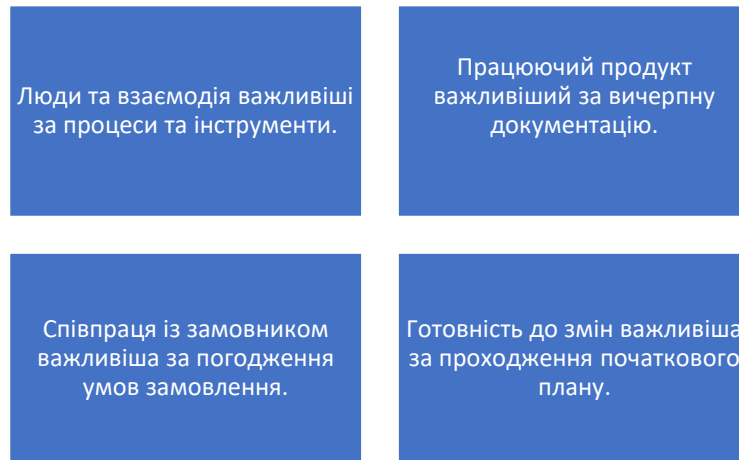 Люди та взаємодія важливіші
за процеси та інструменти.
Працюючий продукт
важливіший за вичерпну
документацію.
Співпраця із замовником
важливіша за погодження
умов замовлення.
Готовність до змін важливіша
за проходження початкового
плану.